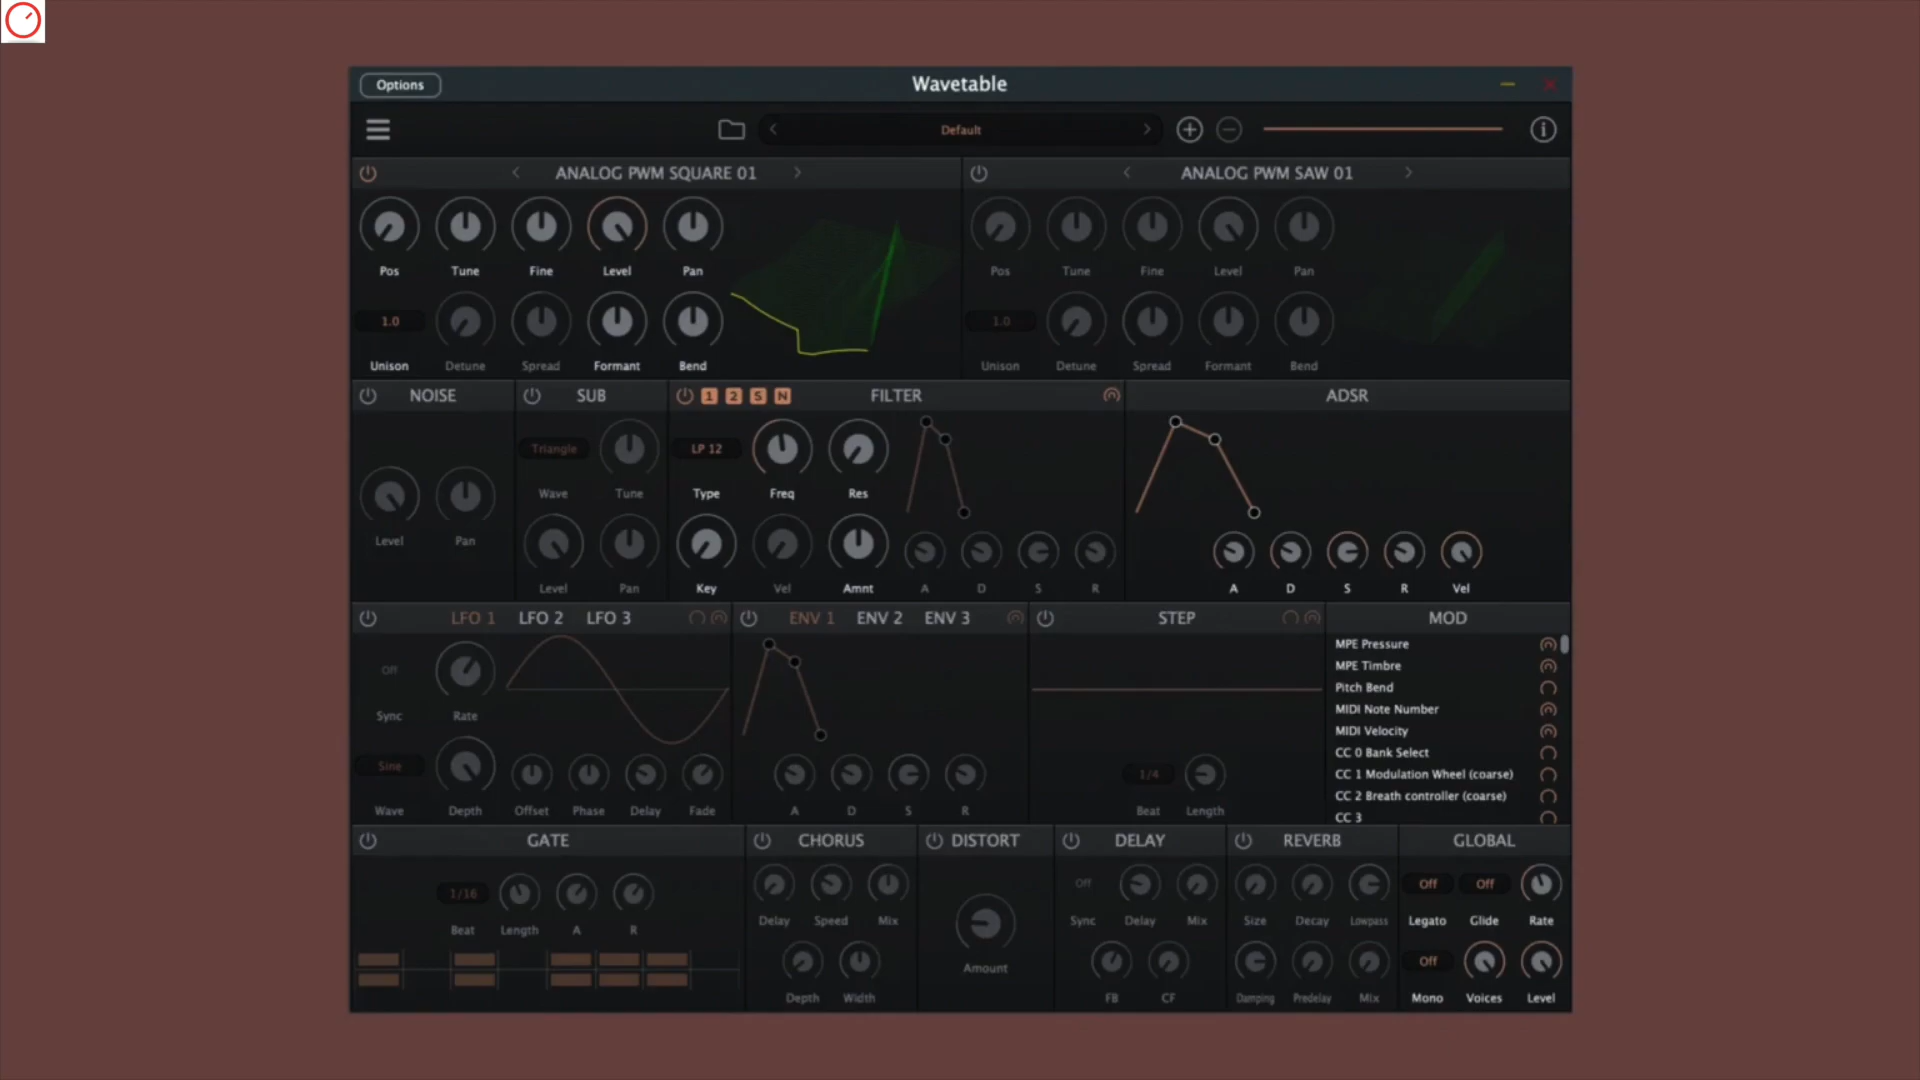 Options
Wavetable
Default
ANALOG PWM SQUARE 01
ANALOG PWM SAW 01
Pos Tune Fine Level Pan
Pos Tune Fine Level Pan
1.0
1.0
Unison Detune Spread Formant Bend
Unison Detune Spread Formant Bend
NOISE
SUB
1 2 S N
FILTER
ADSR
Triangle
LP 12
Wave Tune
Type Freq Res
Level Pan
Level Pan
Key Vel Amnt
A D S R
A D S R Vel
LFO 1 LFO 2 LFO 3
ENV 1 ENV 2 ENV 3
STEP
MOD
Off
Sync Rate
Sine
Wave Depth Offset Phase Delay Fade
A D S R
1/4
Beat Length
MPE Pressure
MPE Timbre
Pitch Bend
MIDI Note Number
MIDI Velocity
CC 0 Bank Select
CC 1 Modulation Wheel (coarse)
CC 2 Breath controller (coarse)
CC 3
GATE
CHORUS
DISTORT
DELAY
REVERB
GLOBAL
1/16
Beat Length A R
Delay Speed Mix
Depth Width
Amount
Off
Sync Delay Mix
FB CF
Size Decay Lowpass
Damping Predelay Mix
Off Off
Legato Glide Rate
Off
Mono Voices Level